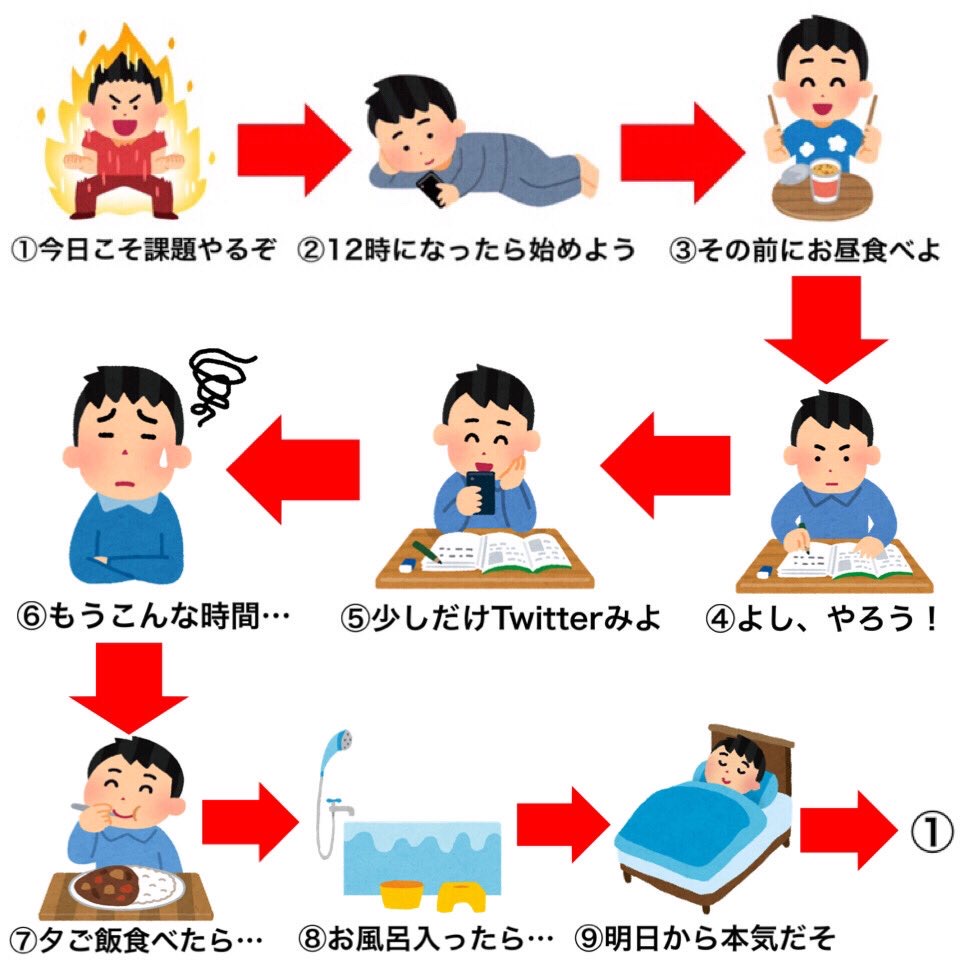 ①今日こそ課題やるぞ
②12時になったら始めよう
③その前にお昼食べよ
④よし、やろう！
⑤少しだけTwitterみよ
⑥もうこんな時間…
⑦夕ご飯食べたら…
⑧お風呂入ったら…
⑨明日から本気だそ
①